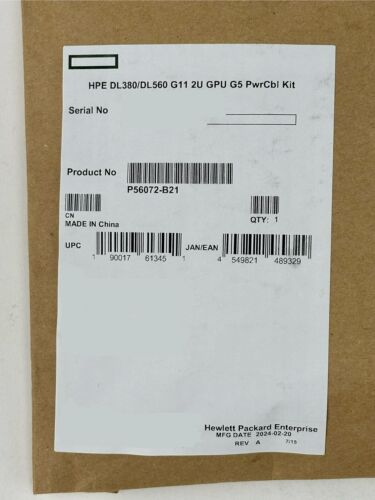 HPE DL380/DL560 G11 2U GPU G5 PwrCbl Kit
Serial No
Product No
P56072-B21
CN
QTY: 1
MADE IN China
UPC
1 90017 61345 1
JAN/EAN
4 549821 489329
Hewlett Packard Enterprise
MFG DATE 2024-02-20
REV A 7/15